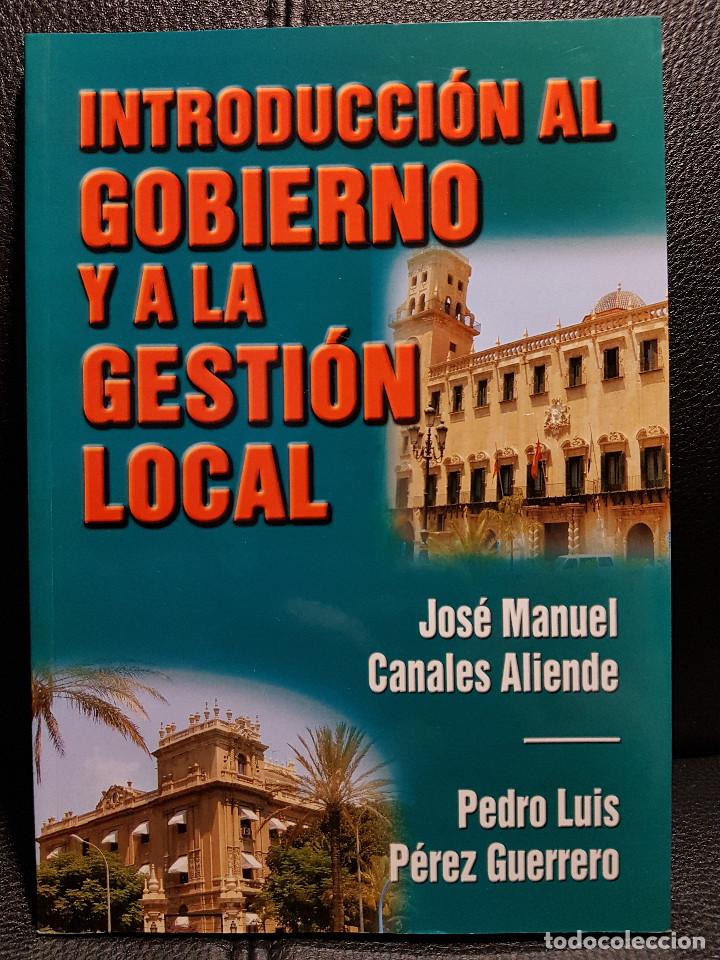 INTRODUCCIÓN AL
GOBIERNO
Y A LA
GESTIÓN
LOCAL
José Manuel
Canales Aliende
Pedro Luis
Pérez Guerrero
todocoleccion